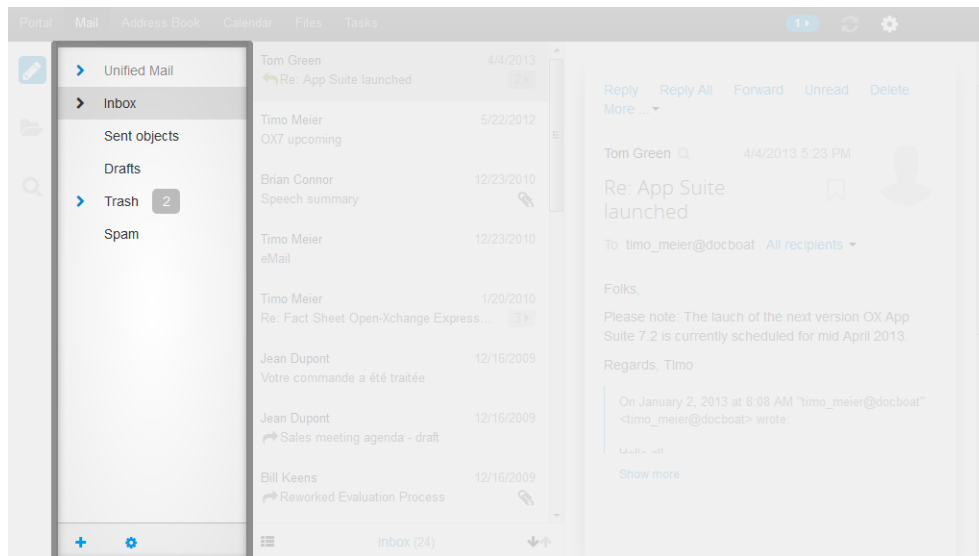 Portal Mail Address Book Calendar Files Tasks 1
Unified Mail
Inbox
Sent objects
Drafts
Trash 2
Spam
Tom Green 4/4/2013
Re: App Suite launched 2
Timo Meier 5/22/2012
OX7 upcoming
Brian Connor 12/23/2010
Speech summary
Timo Meier 12/23/2010
eMail
Timo Meier 1/20/2010
Re: Fact Sheet Open-Xchange Express... 3
Jean Dupont 12/16/2009
Votre commande a été traitée
Jean Dupont 12/16/2009
Sales meeting agenda - draft
Bill Keens 12/16/2009
Reworked Evaluation Process
Inbox (24)
Reply Reply All Forward Unread Delete
More ...
Tom Green 4/4/2013 5:23 PM
Re: App Suite
launched
To timo_meier@docboat All recipients
Folks,
Please note: The lauch of the next version OX App
Suite 7.2 is currently scheduled for mid April 2013.
Regards, Timo
On January 2, 2013 at 8:08 AM "timo_meier@docboat"
<timo_meier@docboat> wrote:
Hello all
Show more